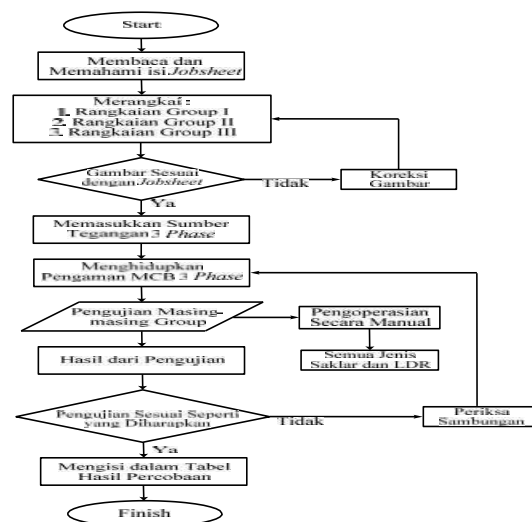 Start
Membaca dan
Memahami isi Jobsheet
Merangkai :
1. Rangkaian Group I
2. Rangkaian Group II
3. Rangkaian Group III
Gambar Sesuai
dengan Jobsheet
Tidak
Koreksi
Gambar
Ya
Memasukkan Sumber
Tegangan 3 Phase
Menghidupkan
Pengaman MCB 3 Phase
Pengujian Masing-
masing Group
Pengoperasian
Secara Manual
Hasil dari Pengujian
Semua Jenis
Saklar dan LDR
Pengujian Sesuai Seperti
yang Diharapkan
Tidak
Periksa
Sambungan
Ya
Mengisi dalam Tabel
Hasil Percobaan
Finish